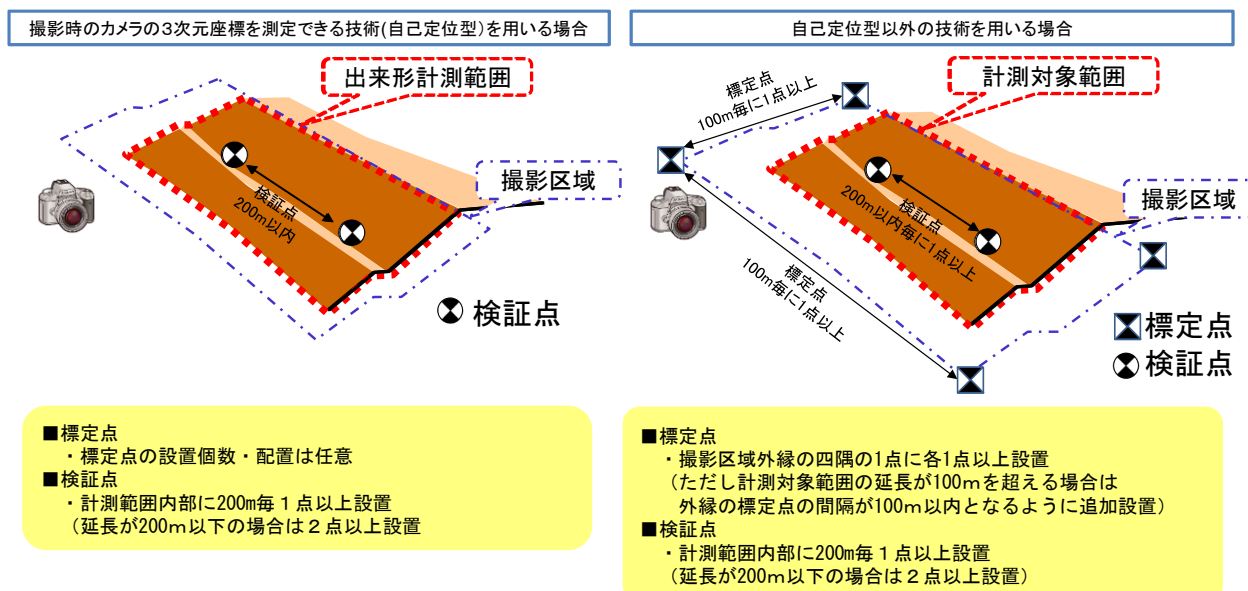 撮影時のカメラの3次元座標を測定できる技術(自己定位型)を用いる場合
出来形計測範囲
撮影区域
検証点
200m以内
検証点
■標定点
・標定点の設置個数・配置は任意
■検証点
・計測範囲内部に200m毎1点以上設置
(延長が200m以下の場合は2点以上設置
自己定位型以外の技術を用いる場合
標定点
100m毎に1点以上
計測対象範囲
撮影区域
検証点
200m以内毎に1点以上
標定点
100m毎に1点以上
標定点
検証点
■標定点
・撮影区域外縁の四隅の1点に各1点以上設置
(ただし計測対象範囲の延長が100mを超える場合は
外縁の標定点の間隔が100m以内となるように追加設置)
■検証点
・計測範囲内部に200m毎1点以上設置
(延長が200m以下の場合は2点以上設置)